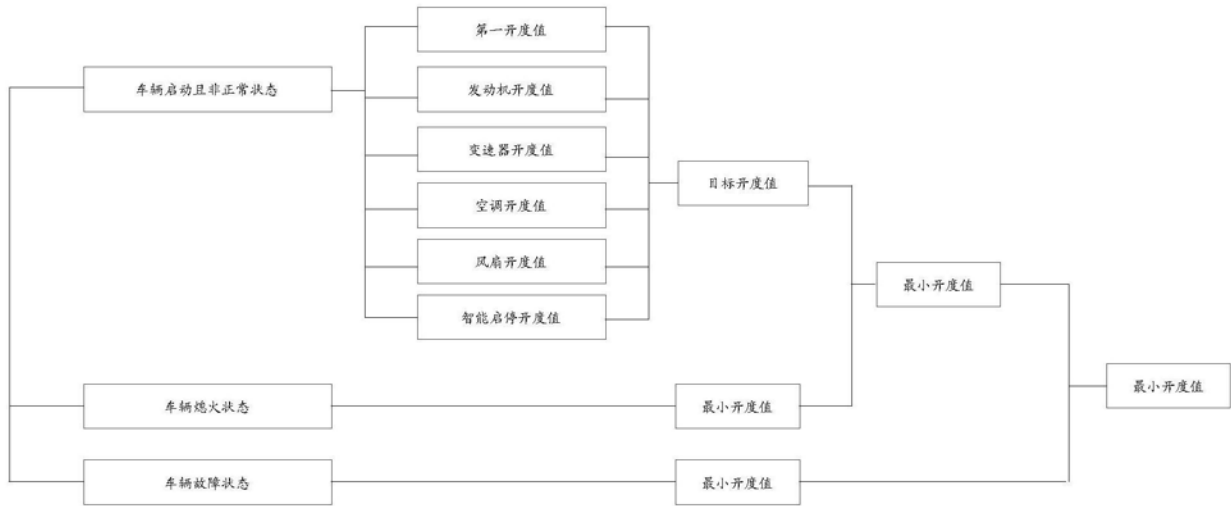 第一开度值
车辆启动且非正常状态
发动机开度值
变速器开度值
目标开度值
空调开度值
风扇开度值
最小开度值
智能启停开度值
最小开度值
车辆熄火状态
最小开度值
车辆故障状态
最小开度值